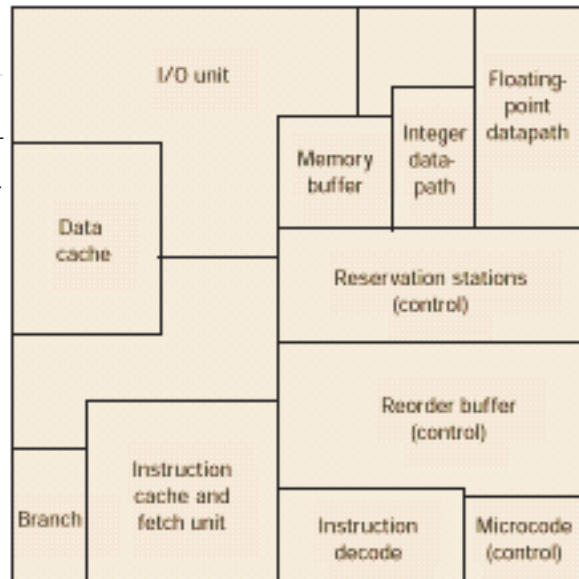 I/O unit
Floating-
point
datapath
Integer
data-
path
Memory
buffer
Data
cache
Reservation stations
(control)
Reorder buffer
(control)
Instruction
cache and
fetch unit
Branch
Instruction
decode
Microcode
(control)